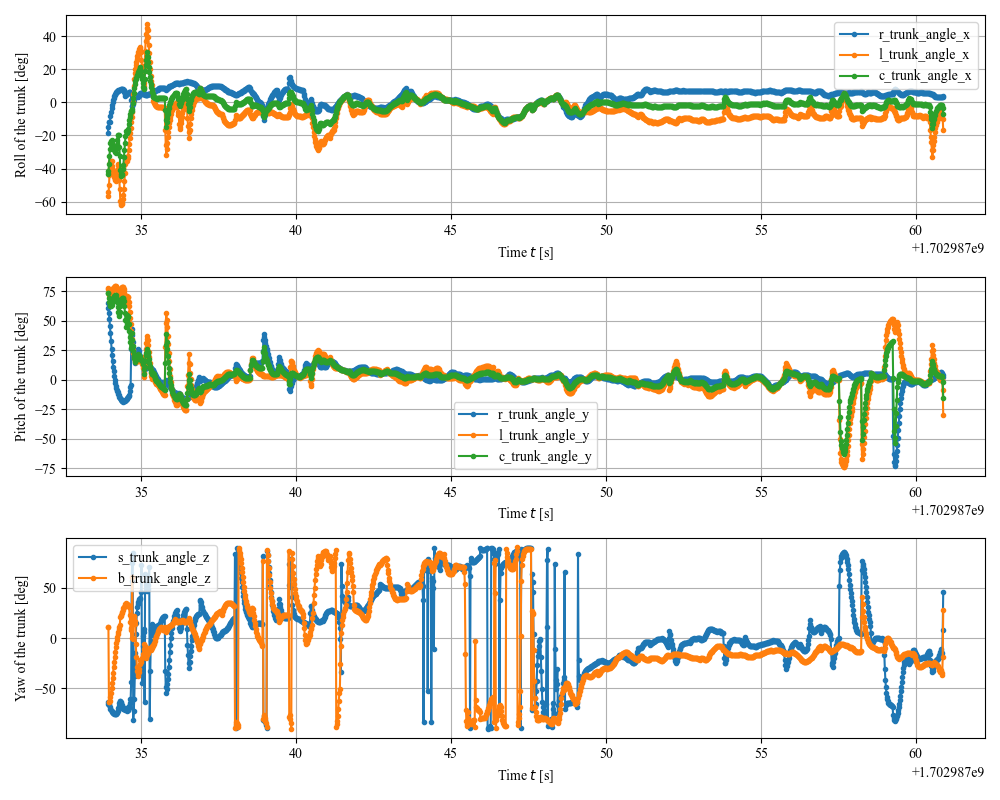 Roll of the trunk [deg]
40
20
0
−20
−40
−60
r_trunk_angle_x
l_trunk_angle_x
c_trunk_angle_x
35 40 45 50 55 60
Time t [s]
+1.702987e9
Pitch of the trunk [deg]
75
50
25
0
−25
−50
−75
r_trunk_angle_y
l_trunk_angle_y
c_trunk_angle_y
35 40 45 50 55 60
Time t [s]
+1.702987e9
Yaw of the trunk [deg]
50
0
−50
s_trunk_angle_z
b_trunk_angle_z
35 40 45 50 55 60
Time t [s]
+1.702987e9